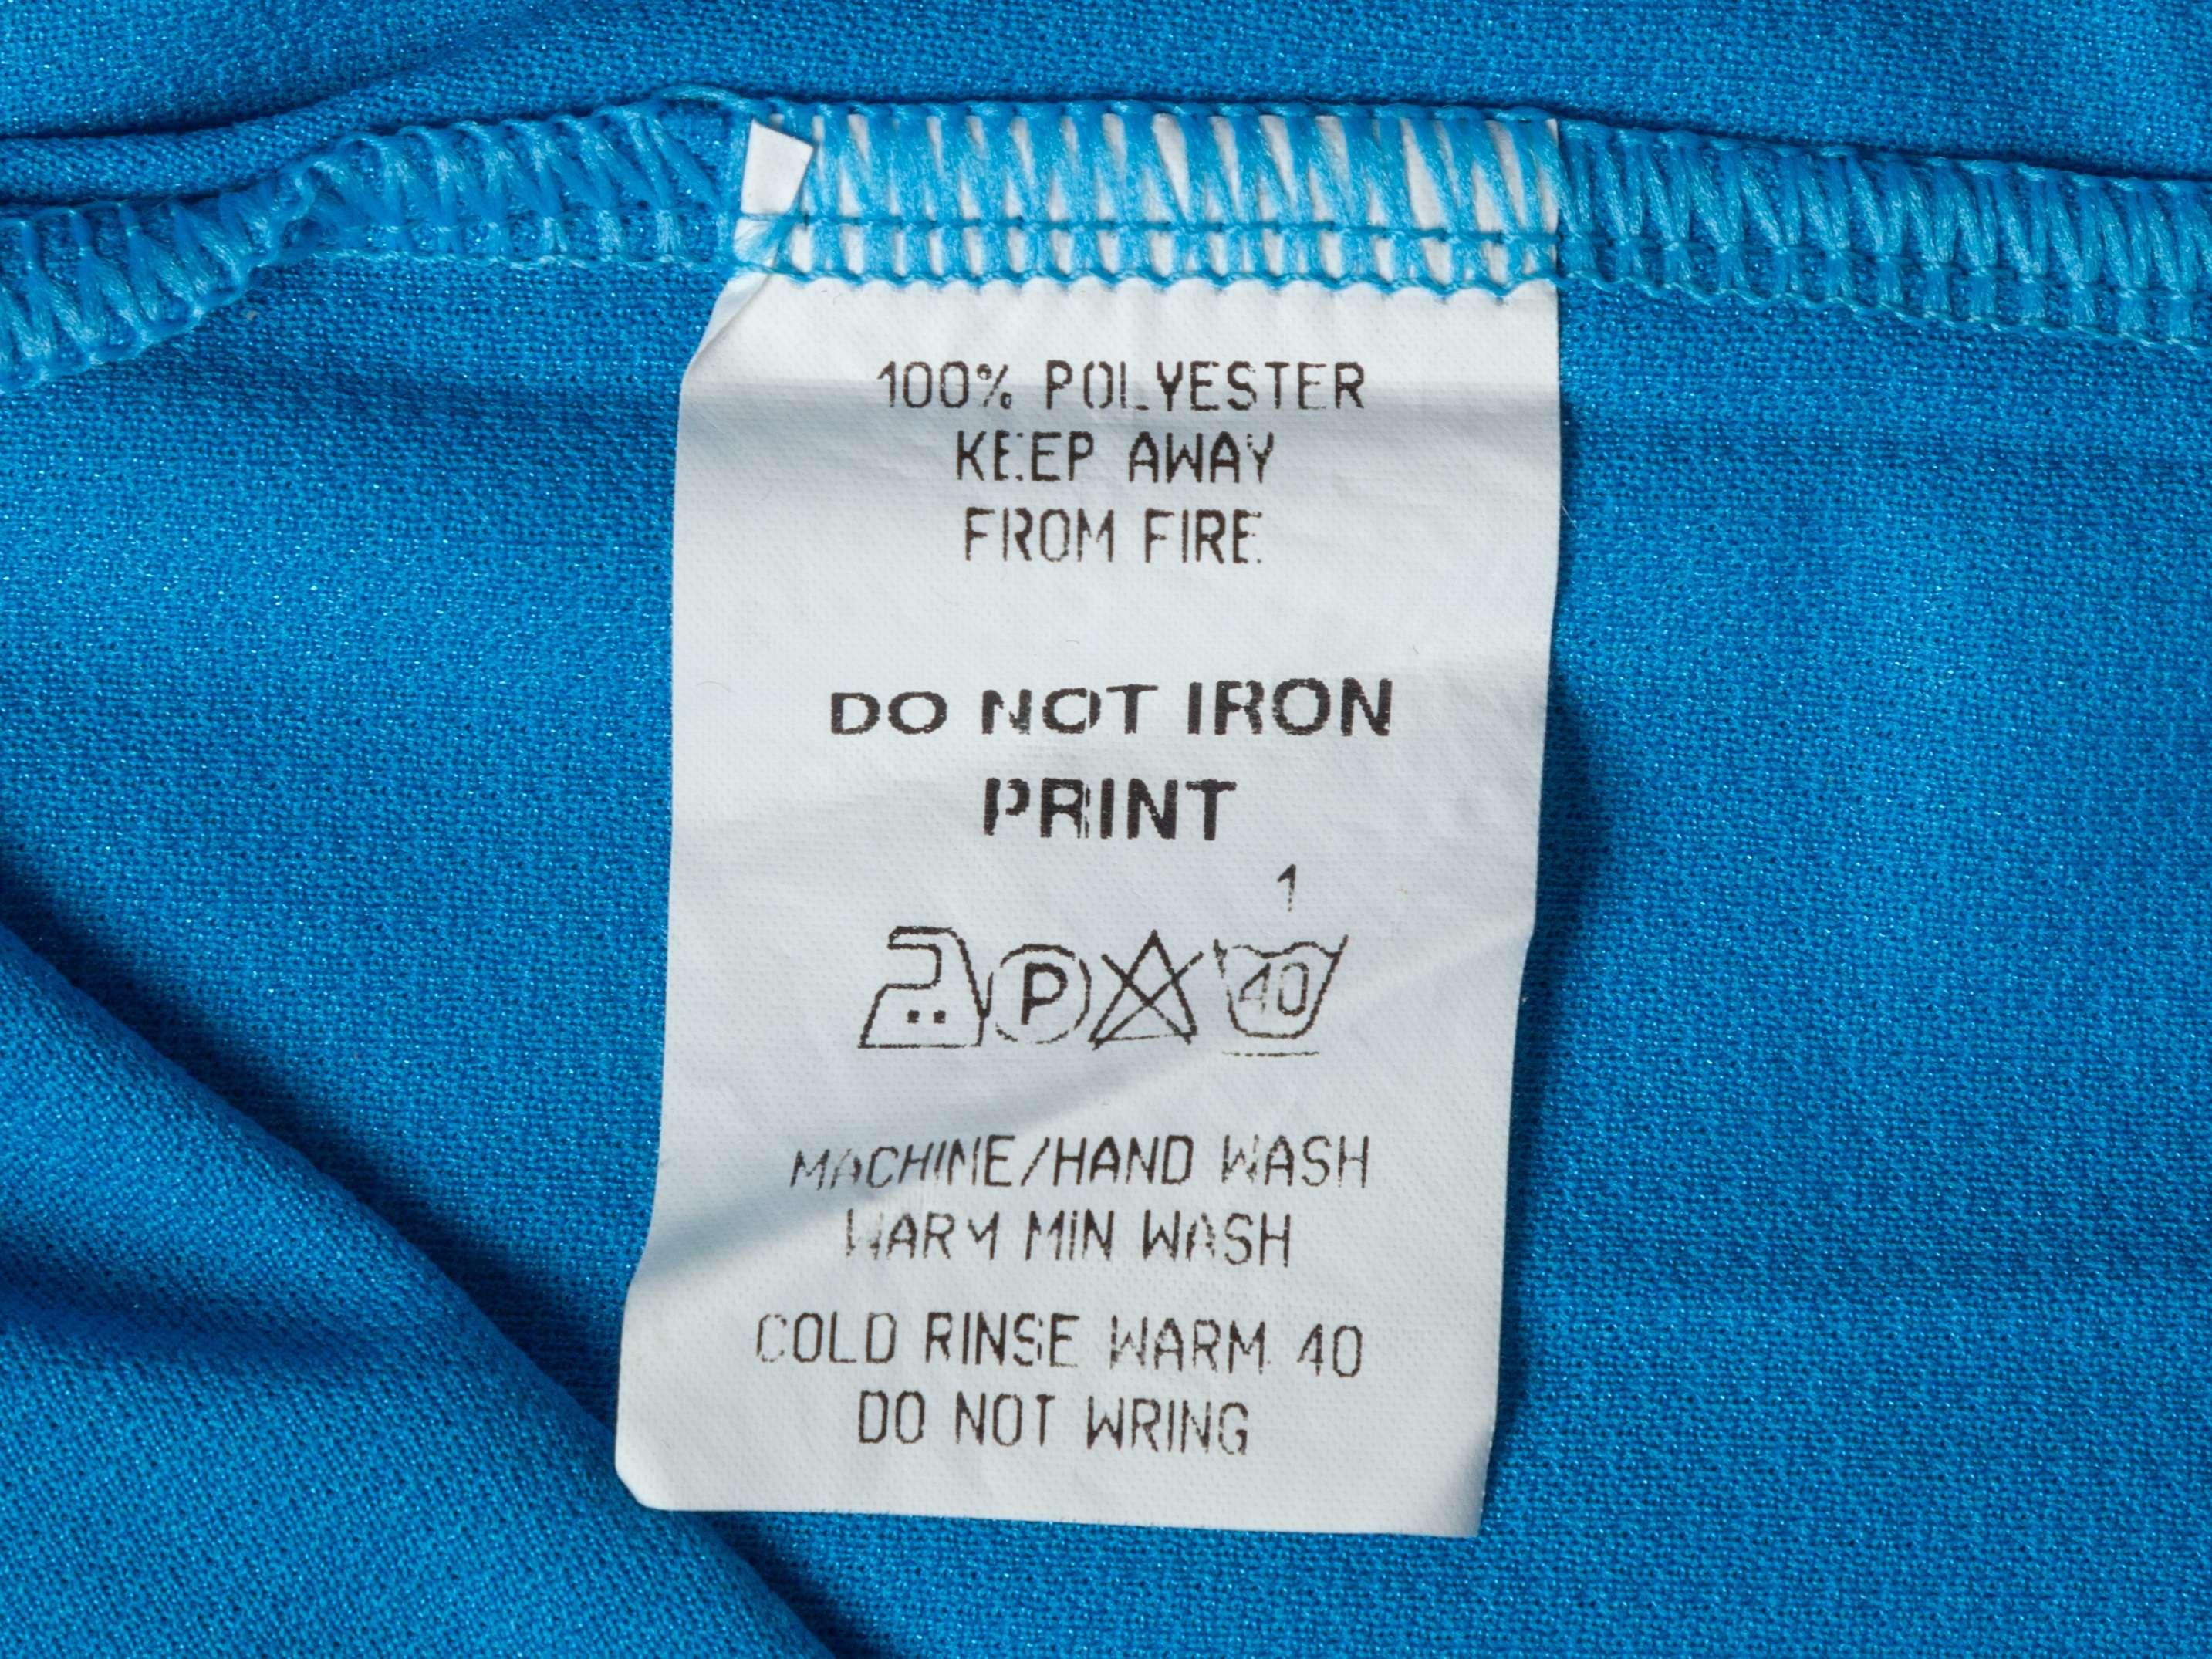 100% POLYESTER
KEEP AWAY
FROM FIRE
DO NOT IRON
PRINT
1
P 40
MACHINE/HAND WASH
WARM MIN WASH
COLD RINSE WARM 40
DO NOT WRING